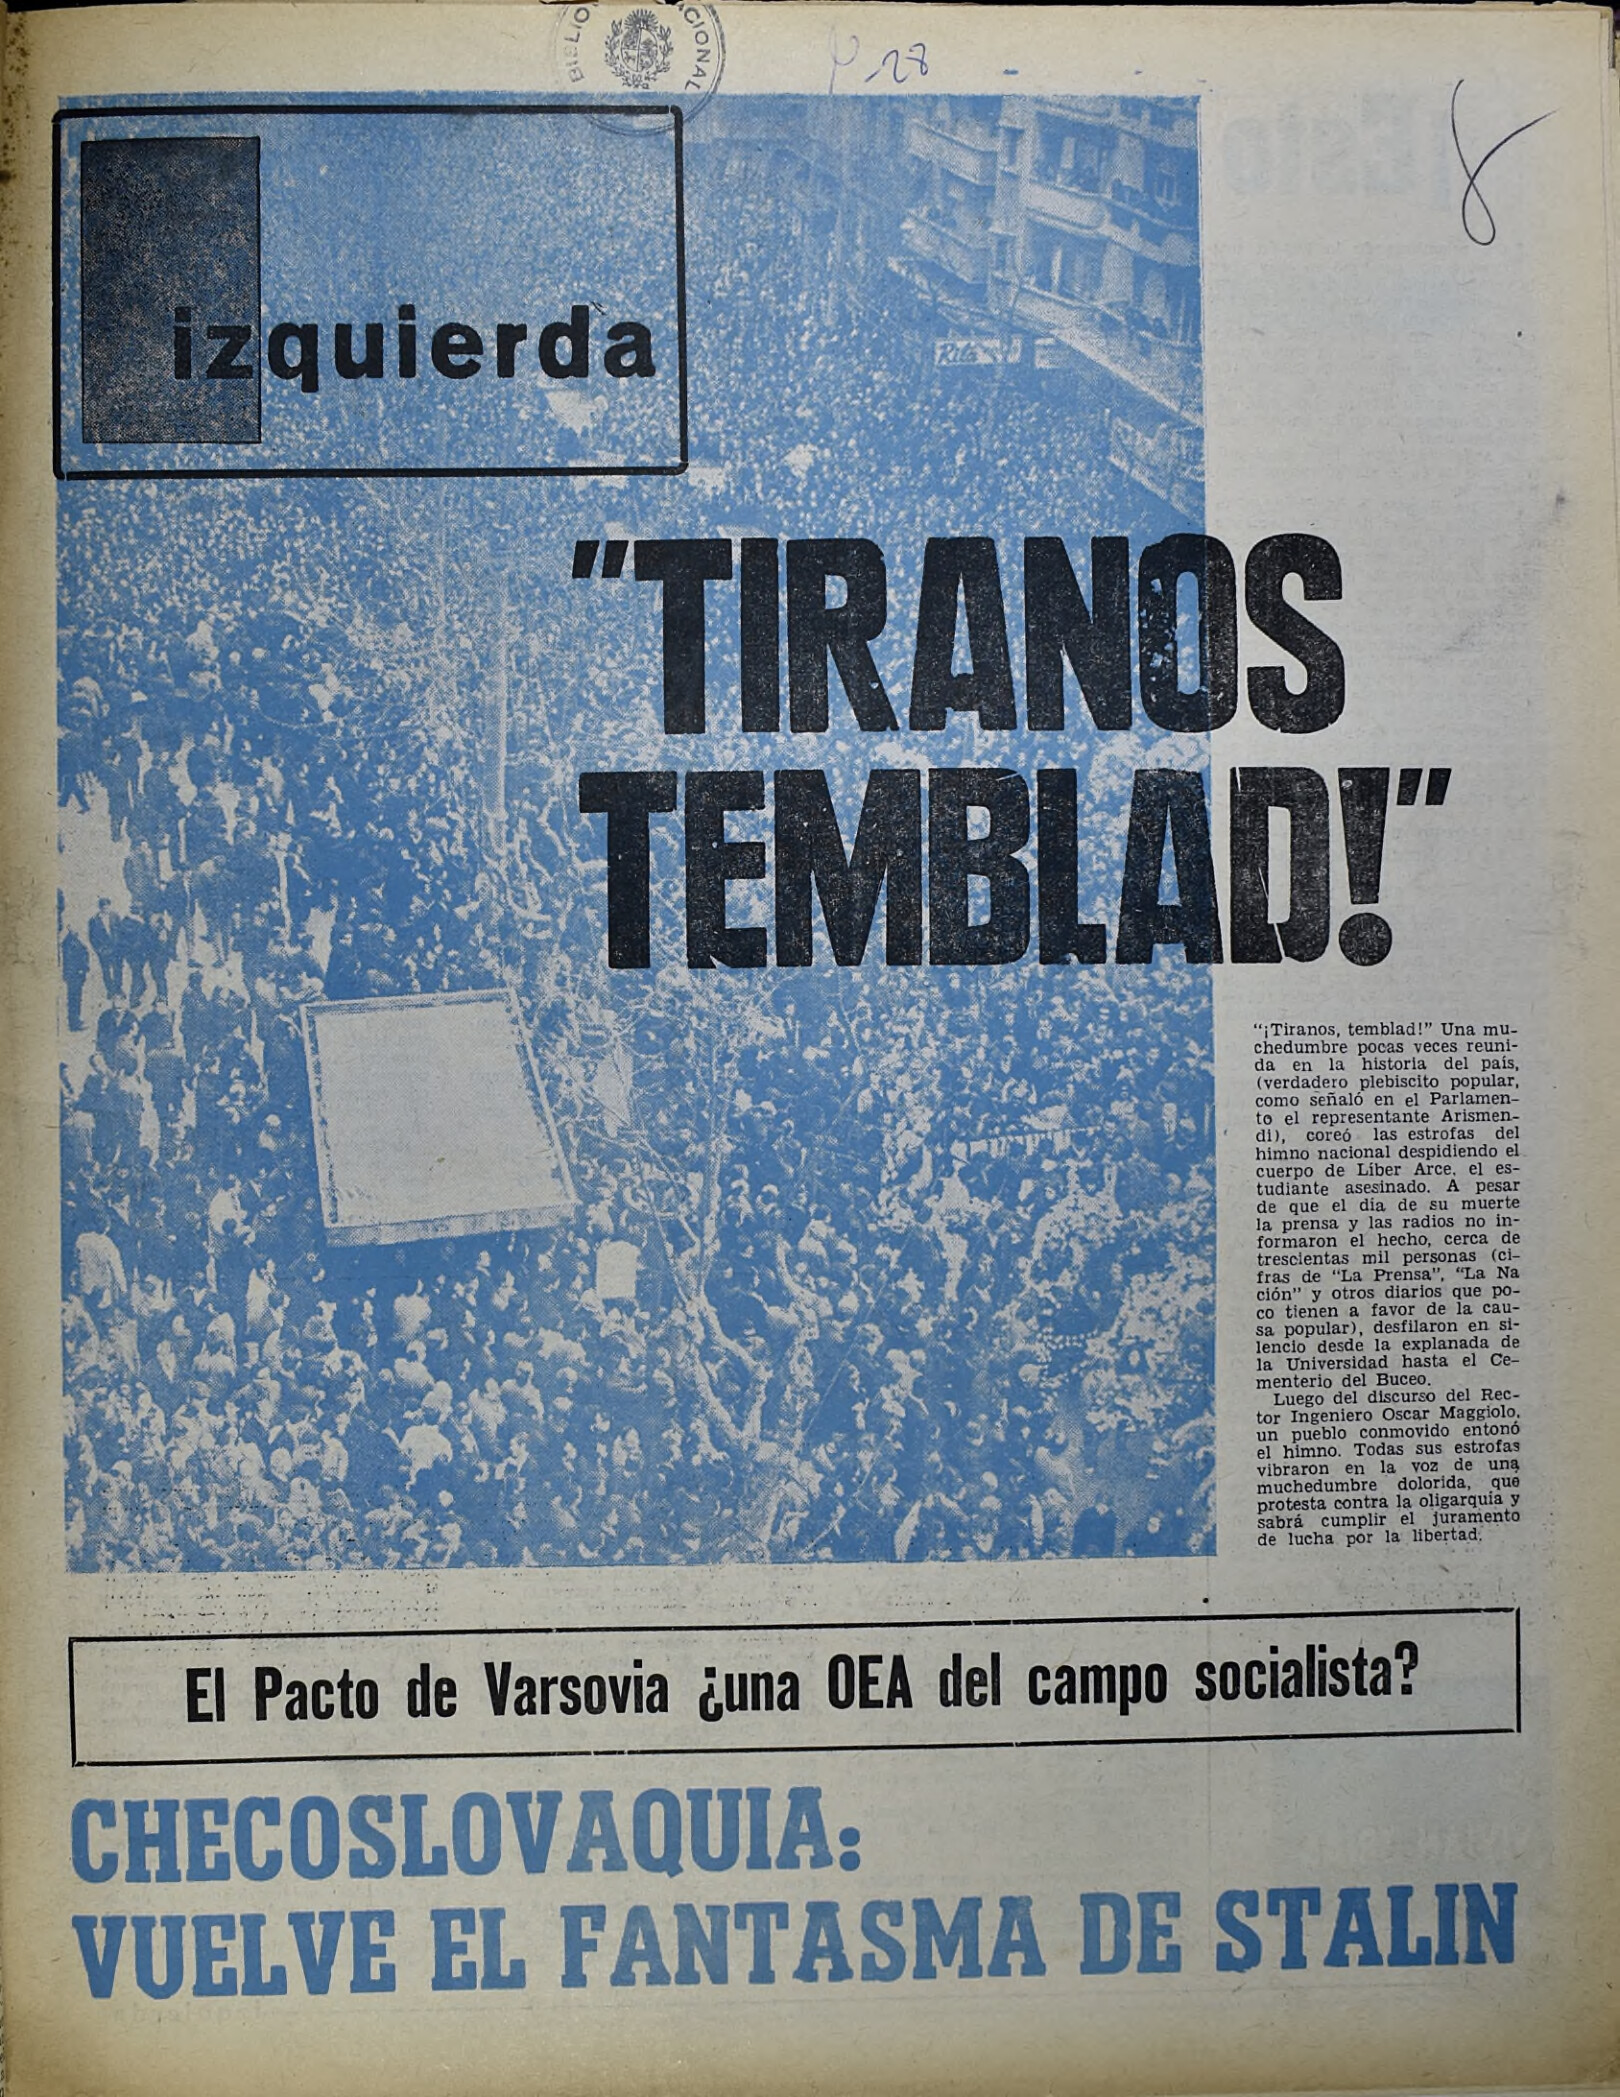 BIBLIO
CIONAL
-28
izquierda
Rita
"TIRANOS
TEMBLAD!"
"¡Tiranos, temblad!" Una mu-
chedumbre pocas veces reuni-
da en la historia del país,
(verdadero plebiscito popular,
como señaló en el Parlamen-
to el representante Arismen-
di), coreó las estrofas del
himno nacional despidiendo el
cuerpo de Líber Arce, el es-
tudiante asesinado. A pesar
de que el día de su muerte
la prensa y las radios no in-
formaron el hecho, cerca de
trescientas mil personas (ci-
fras de "La Prensa", "La Na
ción" y otros diarios que po-
co tienen a favor de la cau-
sa popular), desfilaron en si-
lencio desde la explanada de
la Universidad hasta el Ce-
menterio del Buceo.
Luego del discurso del Rec-
tor Ingeniero Oscar Maggiolo,
un pueblo conmovido entonó
el himno. Todas sus estrofas
vibraron en la voz de una
muchedumbre dolorida, que
protesta contra la oligarquía y
sabrá cumplir el juramento
de lucha por la libertad.
El Pacto de Varsovia ¿una OEA del campo socialista?
CHECOSLOVAQUIA:
VUELVE EL FANTASMA DE STALIN